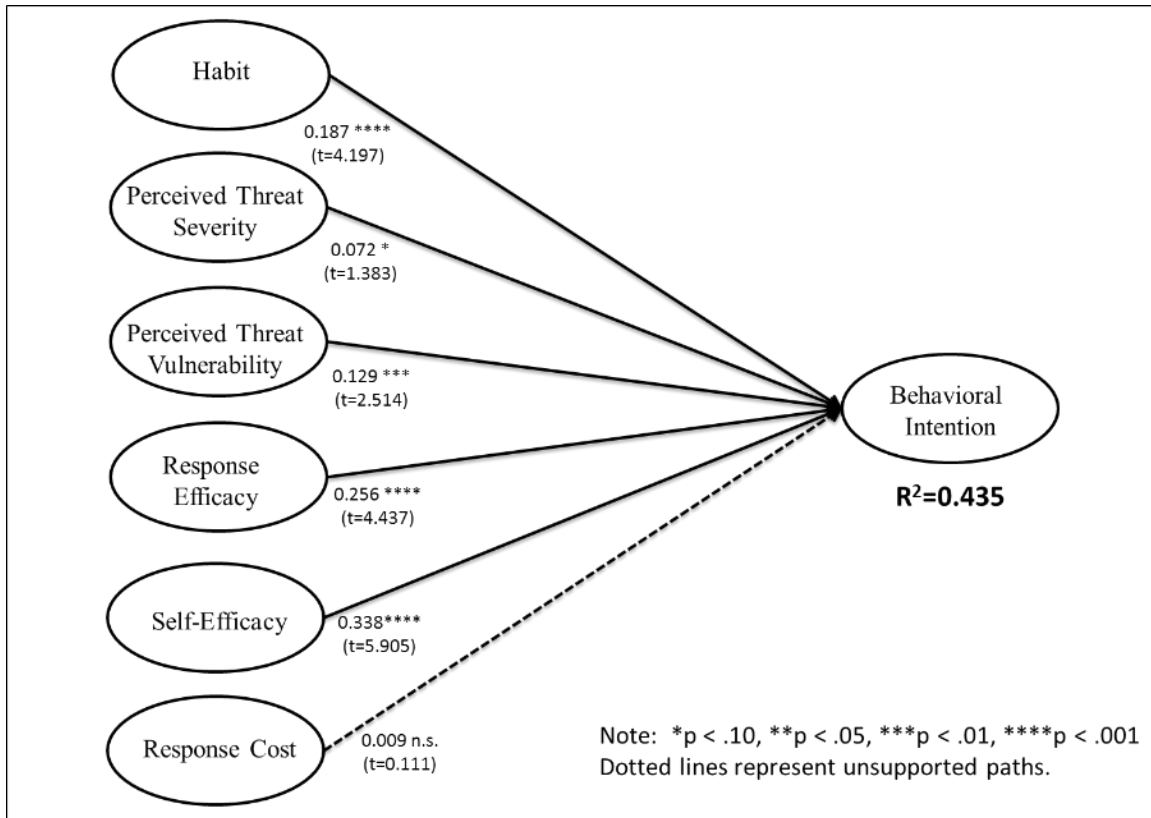 Habit
0.187 ****
(t=4.197)
Perceived Threat
Severity
0.072 *
(t=1.383)
Perceived Threat
Vulnerability
0.129 ***
(t=2.514)
Response
Efficacy
0.256 ****
(t=4.437)
Self-Efficacy
0.338****
(t=5.905)
Response Cost
0.009 n.s.
(t=0.111)
Behavioral
Intention
R²=0.435
Note: *p < .10, **p < .05, ***p < .01, ****p < .001
Dotted lines represent unsupported paths.